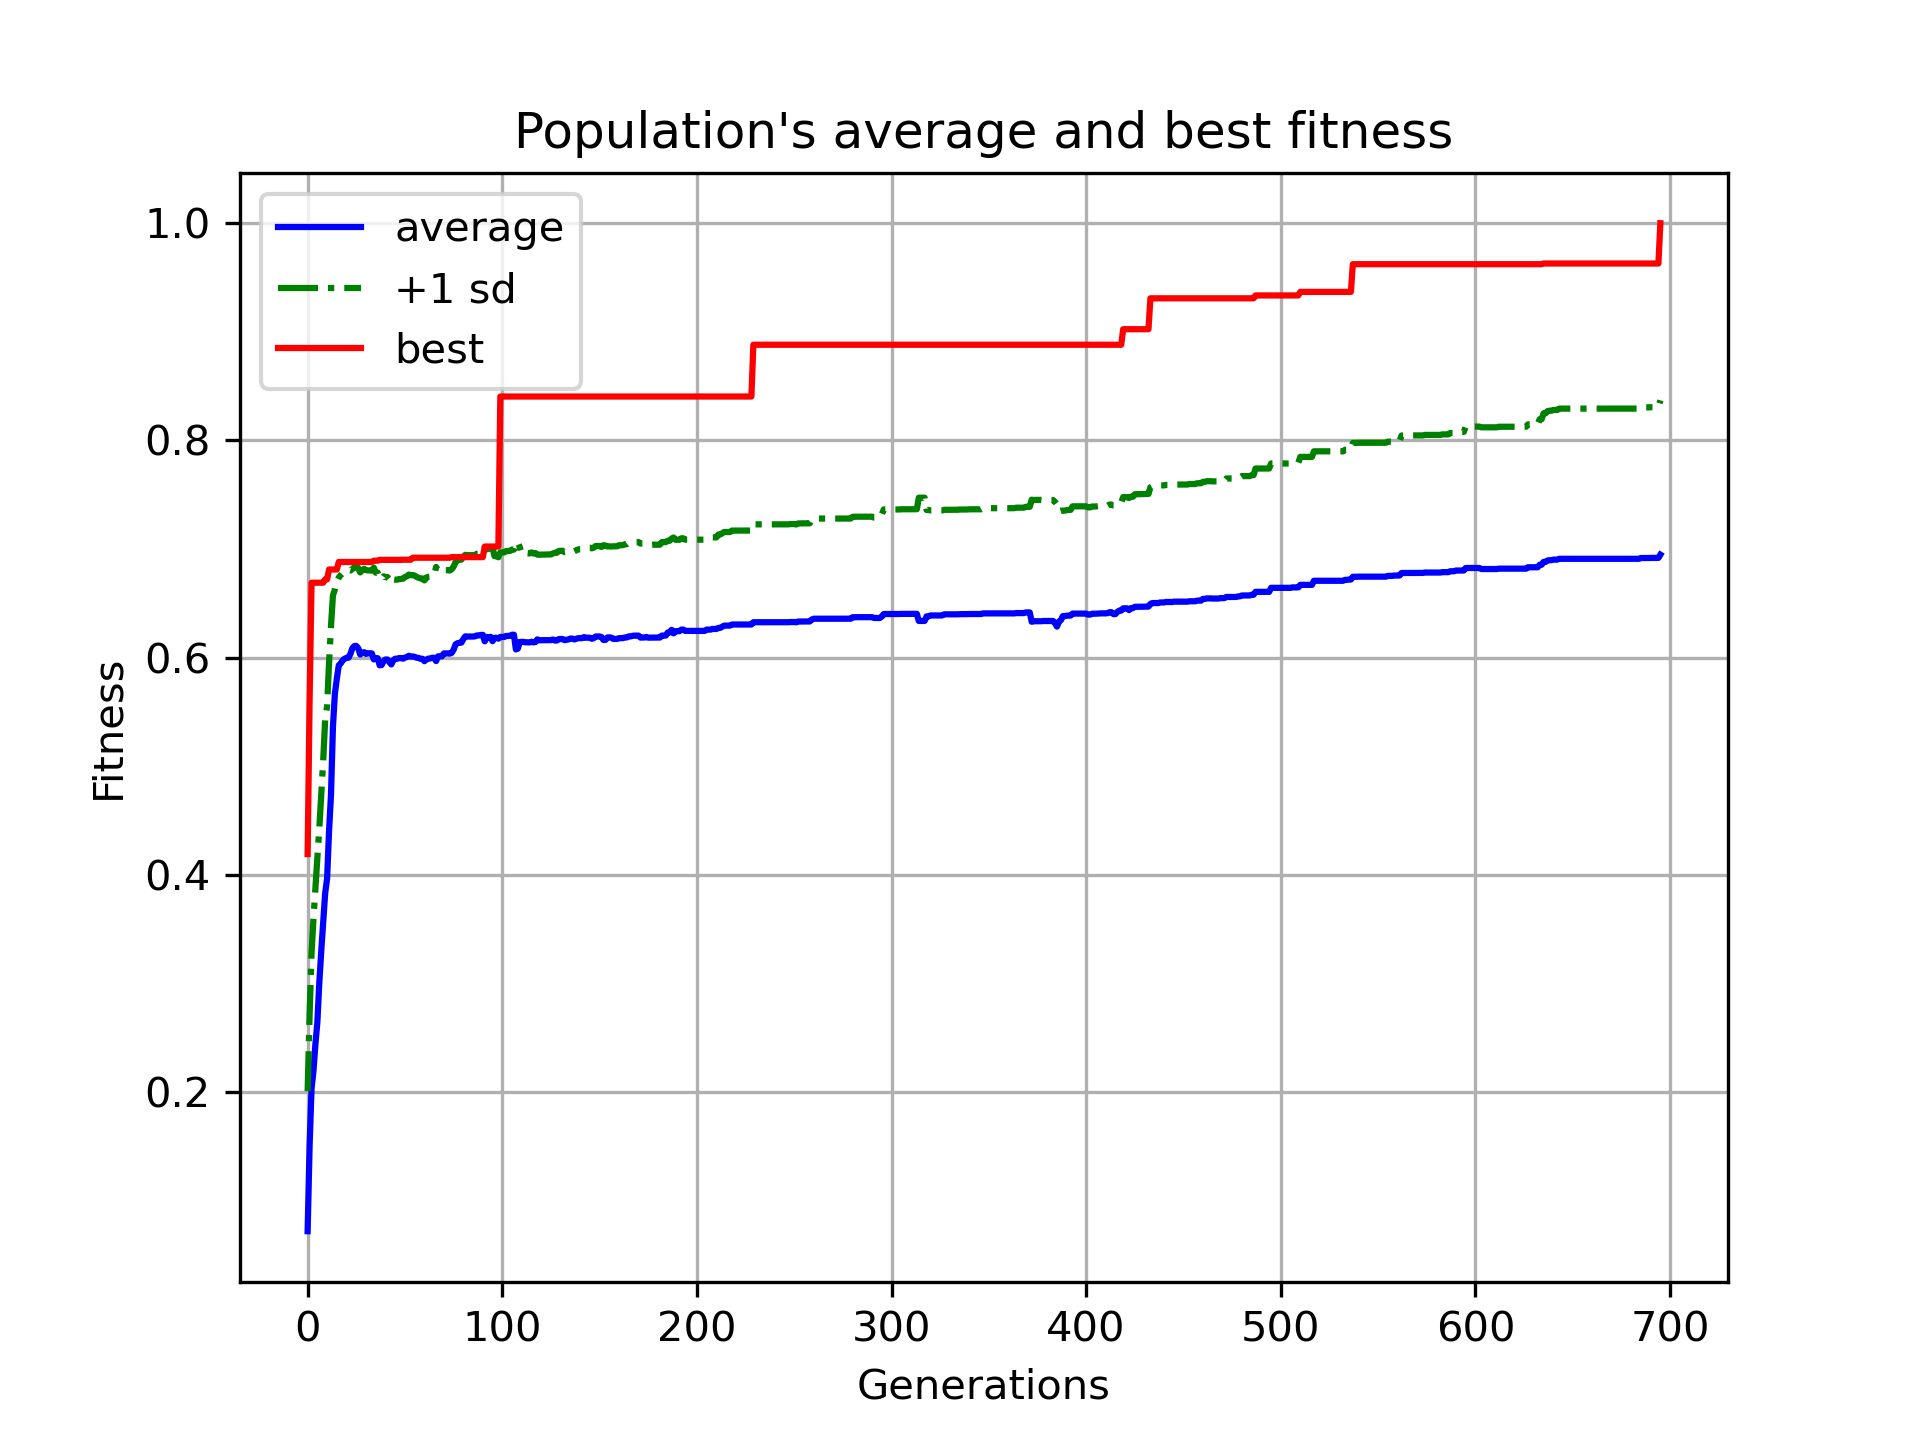 Population's average and best fitness
average
+1 sd
best
1.0
0.8
0.6
0.4
0.2
Fitness
0 100 200 300 400 500 600 700
Generations